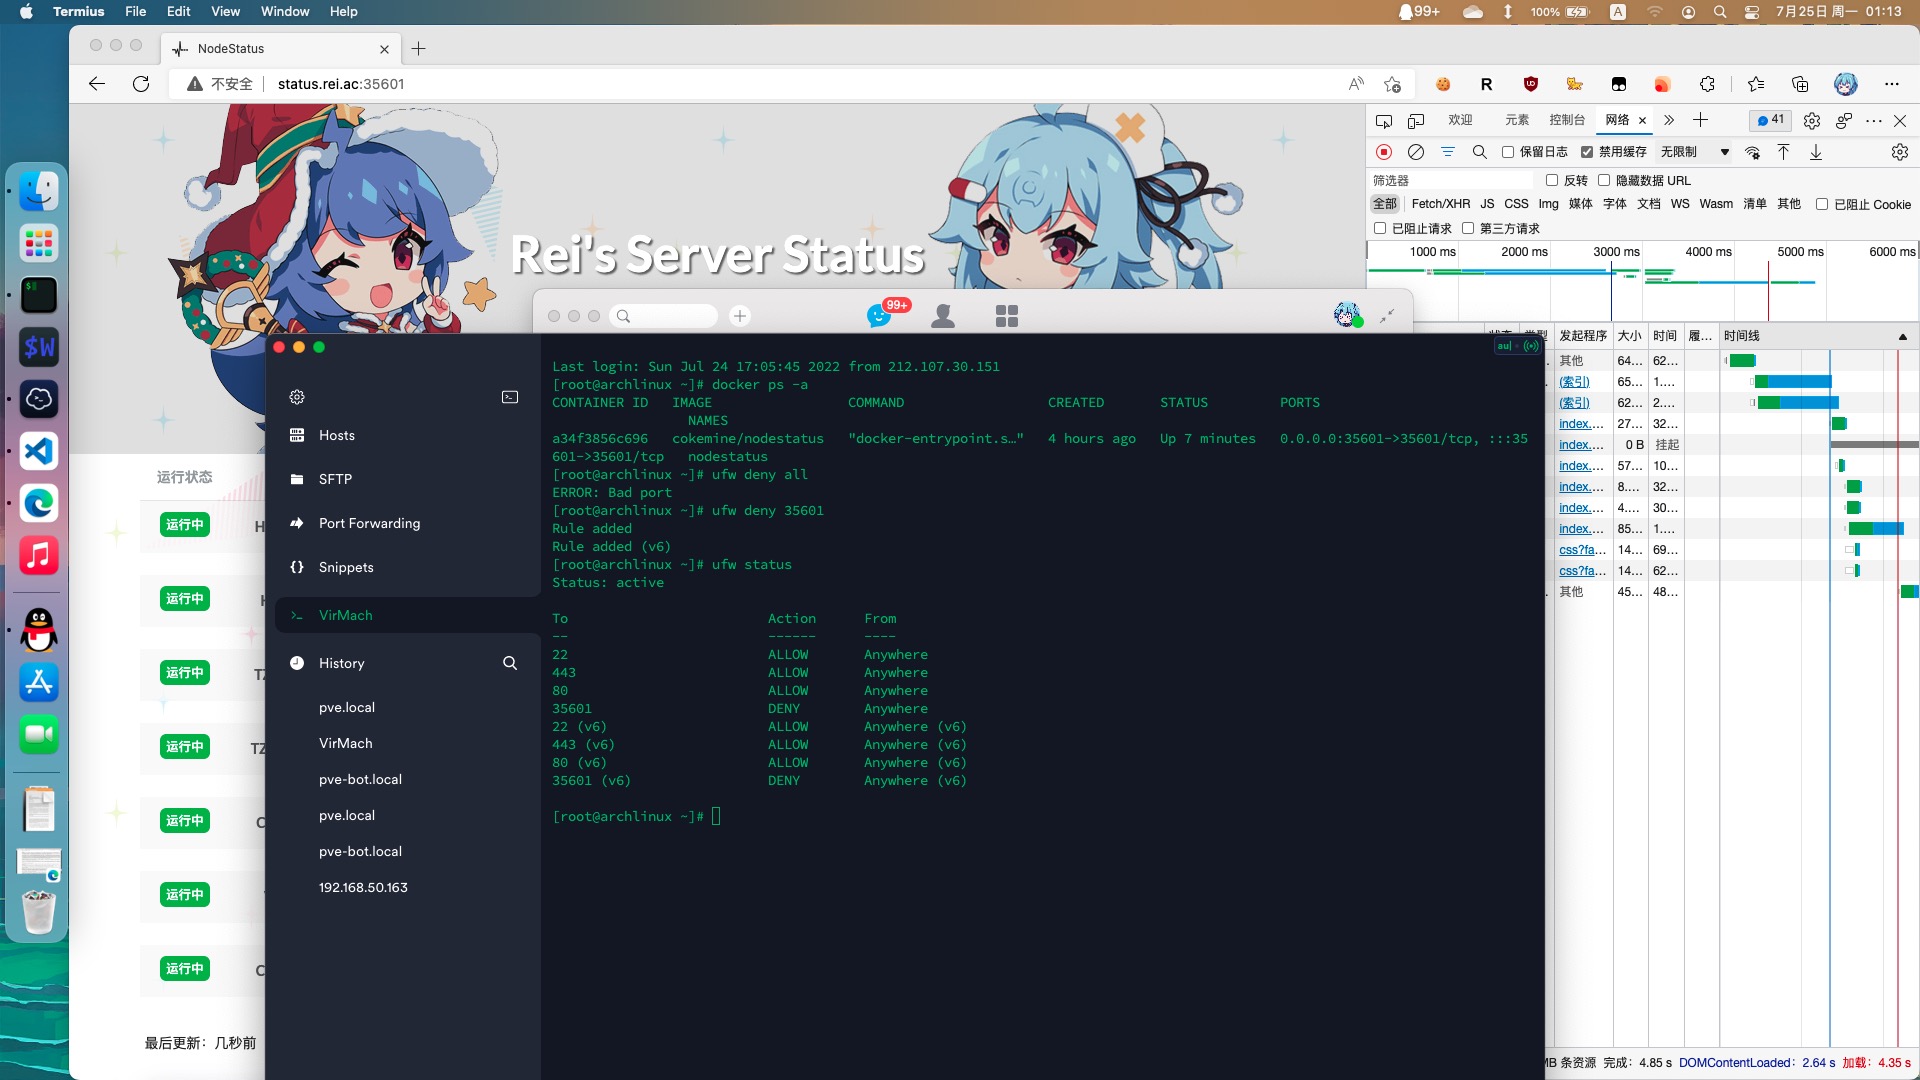 Termius File Edit View Window Help
99+ 100% A 7月25日 周一 01:13
NodeStatus
不安全 status.rei.ac:35601
Rei's Server Status
欢迎 元素 控制台 网络 41
保留日志 禁用缓存 无限制
筛选器 反转 隐藏数据 URL
全部 Fetch/XHR JS CSS Img 媒体 字体 文档 WS Wasm 清单 其他 已阻止 Cookie
已阻止请求 第三方请求
1000 ms 2000 ms 3000 ms 4000 ms 5000 ms 6000 ms
发起程序 大小 时间 履... 时间线
其他 64... 62...
(索引) 65... 1....
(索引) 62... 2....
index.... 27... 32...
index.... 0 B 挂起
index.... 57... 10...
index.... 8.... 32...
index.... 4.... 30...
index.... 85... 1....
css?fa... 14... 69...
css?fa... 14... 62...
其他 45... 48...
MB 条资源 完成: 4.85 s DOMContentLoaded: 2.64 s 加载: 4.35 s
运行状态
运行中
运行中
运行中 TZ
运行中 TZ
运行中
运行中
运行中
最后更新: 几秒前
99+
Hosts
SFTP
Port Forwarding
Snippets
VirMach
History
pve.local
VirMach
pve-bot.local
pve.local
pve-bot.local
192.168.50.163
Last login: Sun Jul 24 17:05:45 2022 from 212.107.30.151
[root@archlinux ~]# docker ps -a
CONTAINER ID IMAGE COMMAND CREATED STATUS PORTS
NAMES
a34f3856c696 cokemine/nodestatus "docker-entrypoint.s…" 4 hours ago Up 7 minutes 0.0.0.0:35601->35601/tcp, :::35
601->35601/tcp nodestatus
[root@archlinux ~]# ufw deny all
ERROR: Bad port
[root@archlinux ~]# ufw deny 35601
Rule added
Rule added (v6)
[root@archlinux ~]# ufw status
Status: active
To Action From
-- ------ ----
22 ALLOW Anywhere
443 ALLOW Anywhere
80 ALLOW Anywhere
35601 DENY Anywhere
22 (v6) ALLOW Anywhere (v6)
443 (v6) ALLOW Anywhere (v6)
80 (v6) ALLOW Anywhere (v6)
35601 (v6) DENY Anywhere (v6)
[root@archlinux ~]#